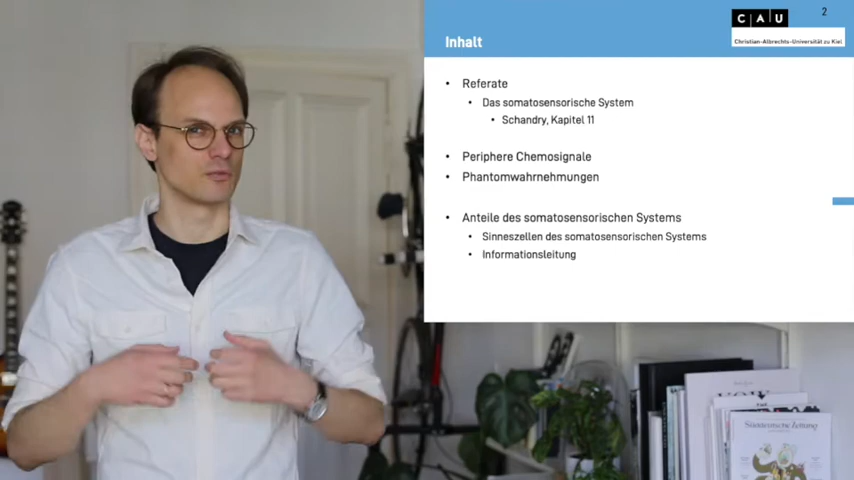 Inhalt
CAU
2
Christian-Albrechts-Universität zu Kiel
Referate
Das somatosensorische System
Schandry, Kapitel 11
Periphere Chemosignale
Phantomwahrnehmungen
Anteile des somatosensorischen Systems
Sinneszellen des somatosensorischen Systems
Informationsleitung
Süddeutsche Zeitung